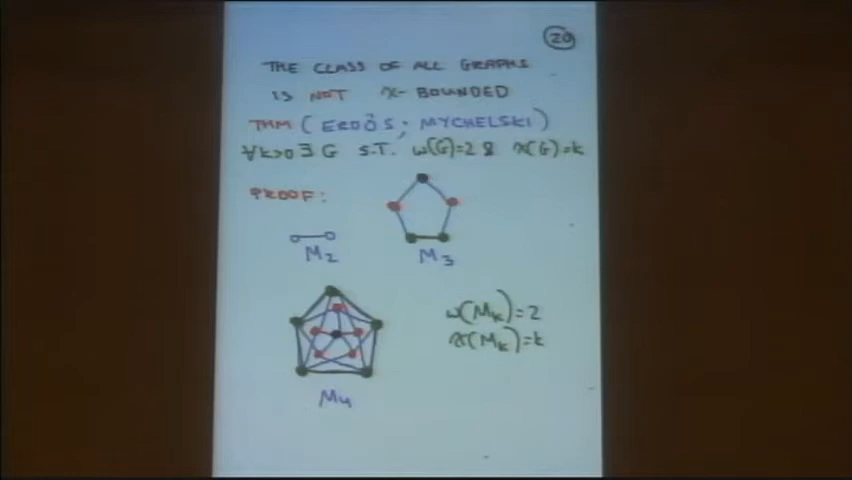 20
THE CLASS OF ALL GRAPHS
IS NOT χ-BOUNDED
THM (ERDŐS; MYCHELSKI)
∀k>0 ∃ G S.T. ω(G)=2 & χ(G)=k
PROOF:
M₂
M₃
ω(Mₖ)=2
χ(Mₖ)=k
M₄